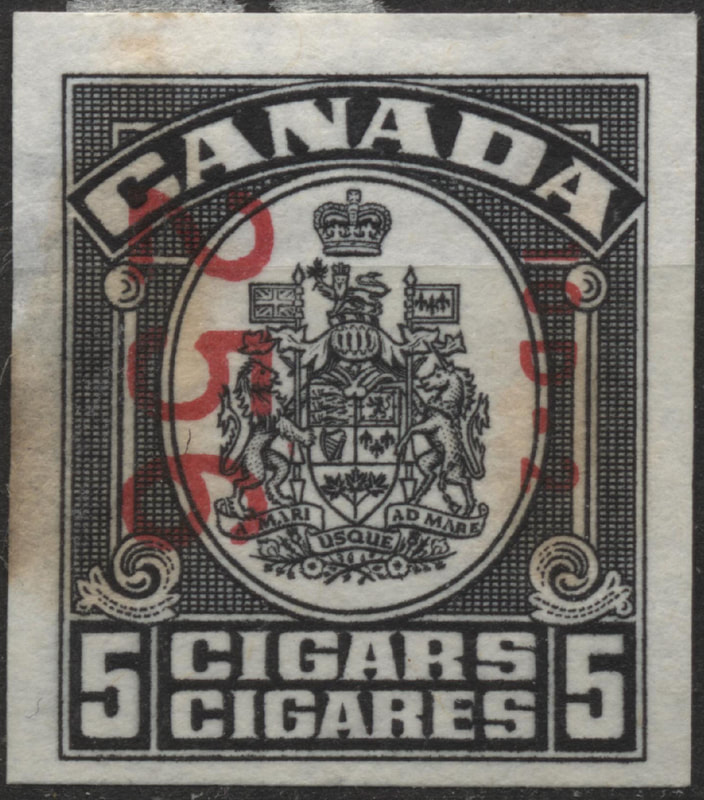 CANADA
A MARI USQUE AD MARE
5 CIGARS 5
CIGARES